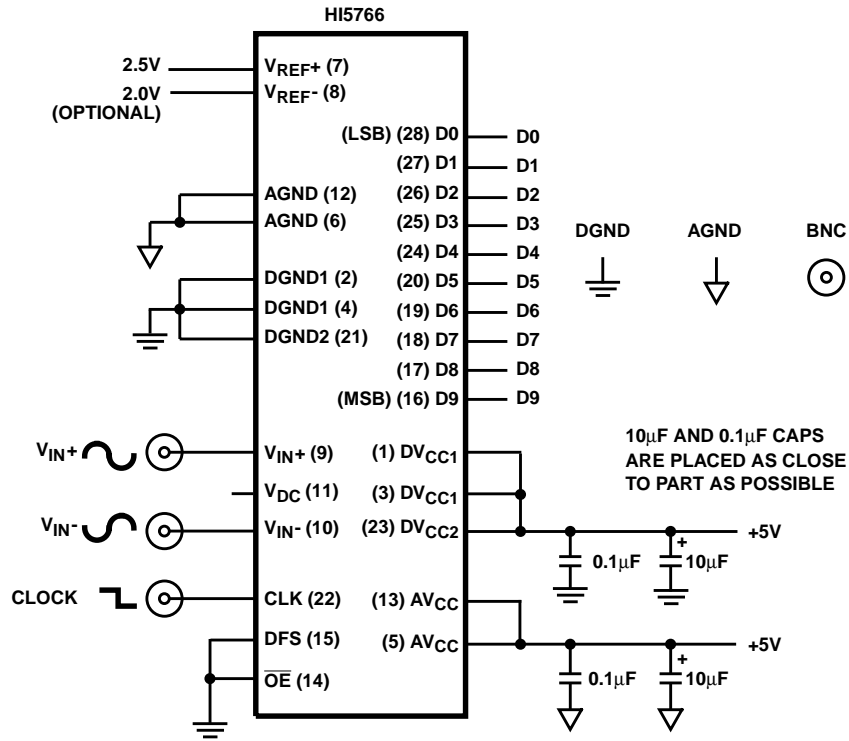 HI5766
2.5V
VREF+ (7)
2.0V
(OPTIONAL)
VREF- (8)
(LSB) (28) D0
D0
(27) D1
D1
AGND (12)
(26) D2
D2
AGND (6)
(25) D3
D3
(24) D4
D4
DGND1 (2)
(20) D5
D5
DGND1 (4)
(19) D6
D6
DGND2 (21)
(18) D7
D7
(17) D8
D8
(MSB) (16) D9
D9
DGND
AGND
BNC
VIN+
VIN+ (9)
(1) DVCC1
VDC (11)
(3) DVCC1
VIN-
VIN- (10)
(23) DVCC2
10µF AND 0.1µF CAPS
ARE PLACED AS CLOSE
TO PART AS POSSIBLE
+5V
0.1µF
+
10µF
CLOCK
CLK (22)
(13) AVCC
DFS (15)
(5) AVCC
+5V
OE (14)
0.1µF
+
10µF